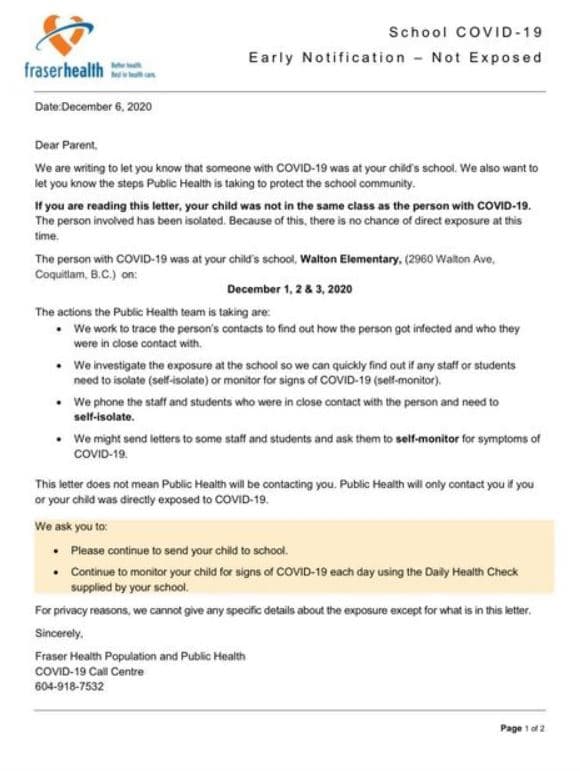 School COVID-19
Early Notification – Not Exposed
fraserhealth
Better health.
Best in health care.
Date:December 6, 2020
Dear Parent,
We are writing to let you know that someone with COVID-19 was at your child's school. We also want to
let you know the steps Public Health is taking to protect the school community.
If you are reading this letter, your child was not in the same class as the person with COVID-19.
The person involved has been isolated. Because of this, there is no chance of direct exposure at this
time.
The person with COVID-19 was at your child's school, Walton Elementary, (2960 Walton Ave,
Coquitlam, B.C.) on:
December 1, 2 & 3, 2020
The actions the Public Health team is taking are:
• We work to trace the person's contacts to find out how the person got infected and who they
were in close contact with.
• We investigate the exposure at the school so we can quickly find out if any staff or students
need to isolate (self-isolate) or monitor for signs of COVID-19 (self-monitor).
• We phone the staff and students who were in close contact with the person and need to
self-isolate.
• We might send letters to some staff and students and ask them to self-monitor for symptoms of
COVID-19.
This letter does not mean Public Health will be contacting you. Public Health will only contact you if you
or your child was directly exposed to COVID-19.
We ask you to:
• Please continue to send your child to school.
• Continue to monitor your child for signs of COVID-19 each day using the Daily Health Check
supplied by your school.
For privacy reasons, we cannot give any specific details about the exposure except for what is in this letter.
Sincerely,
Fraser Health Population and Public Health
COVID-19 Call Centre
604-918-7532
Page 1 of 2